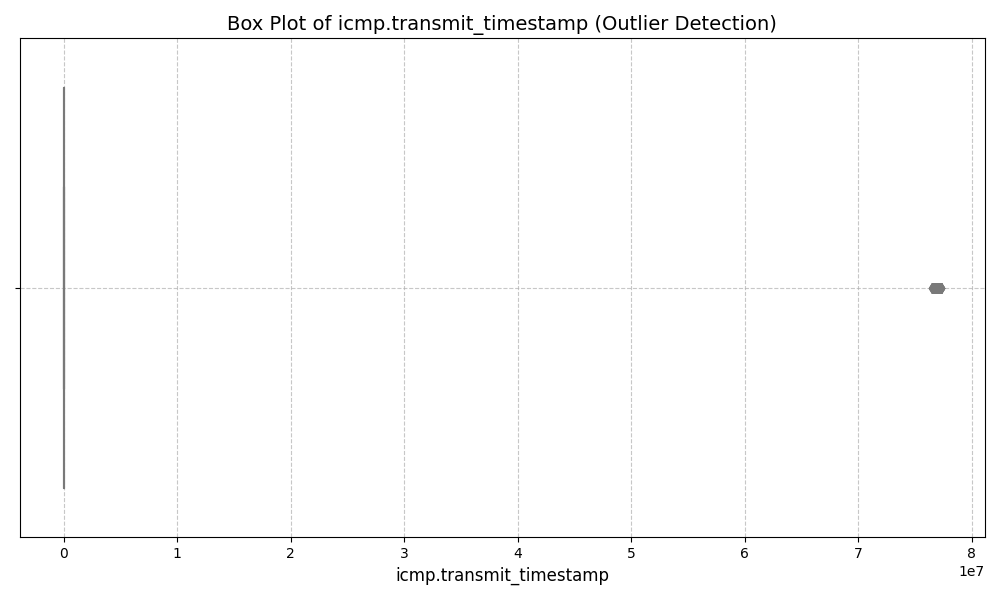 Box Plot of icmp.transmit_timestamp (Outlier Detection)
0 1 2 3 4 5 6 7 8
1e7
icmp.transmit_timestamp